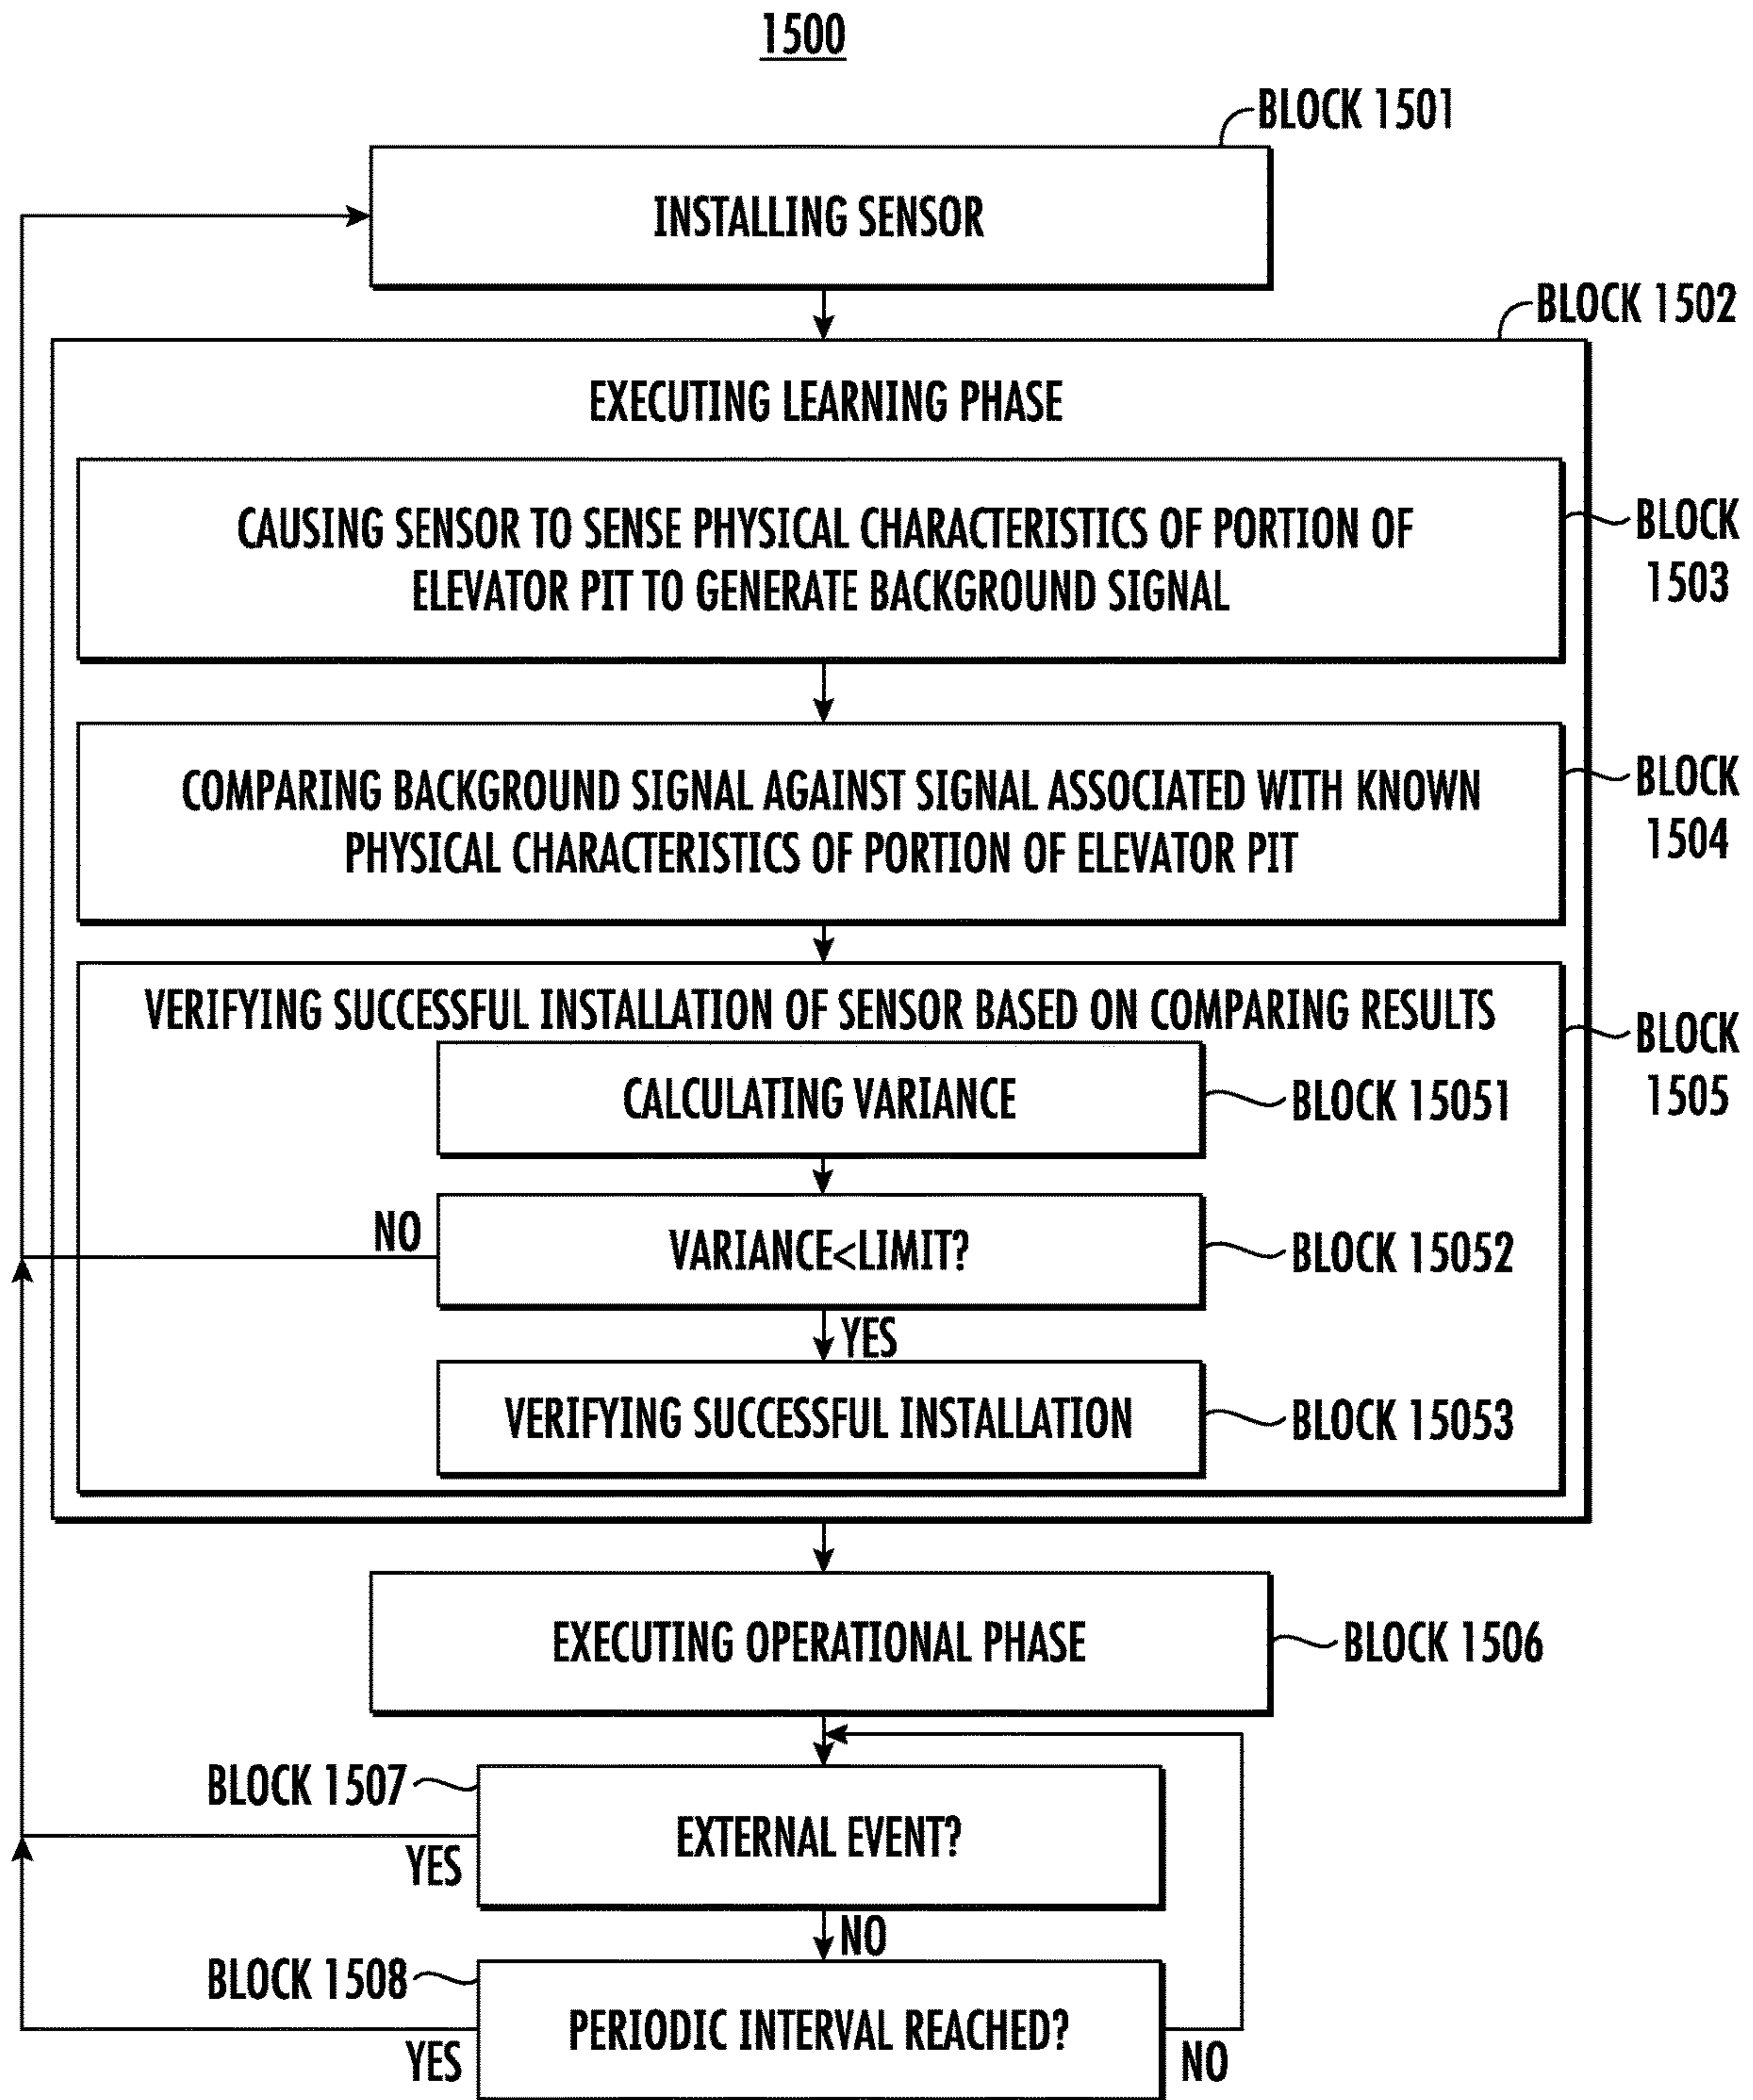 1500
BLOCK 1501
INSTALLING SENSOR
BLOCK 1502
EXECUTING LEARNING PHASE
CAUSING SENSOR TO SENSE PHYSICAL CHARACTERISTICS OF PORTION OF
ELEVATOR PIT TO GENERATE BACKGROUND SIGNAL
BLOCK
1503
COMPARING BACKGROUND SIGNAL AGAINST SIGNAL ASSOCIATED WITH KNOWN
PHYSICAL CHARACTERISTICS OF PORTION OF ELEVATOR PIT
BLOCK
1504
VERIFYING SUCCESSFUL INSTALLATION OF SENSOR BASED ON COMPARING RESULTS
BLOCK
1505
CALCULATING VARIANCE
BLOCK 15051
NO
VARIANCE<LIMIT?
BLOCK 15052
YES
VERIFYING SUCCESSFUL INSTALLATION
BLOCK 15053
EXECUTING OPERATIONAL PHASE
BLOCK 1506
BLOCK 1507
EXTERNAL EVENT?
YES
NO
BLOCK 1508
PERIODIC INTERVAL REACHED?
YES
NO